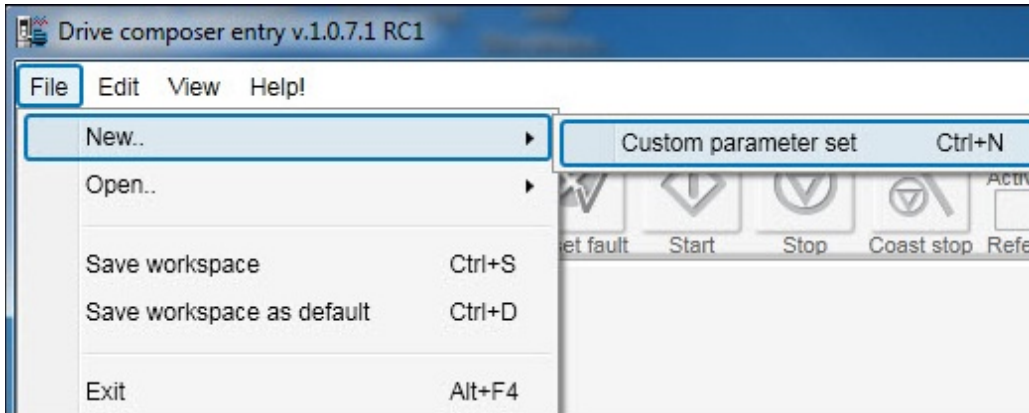 Drive composer entry v.1.0.7.1 RC1
File Edit View Help!
New..
Custom parameter set Ctrl+N
Open..
Save workspace Ctrl+S
Save workspace as default Ctrl+D
Exit Alt+F4
Start Stop Coast stop